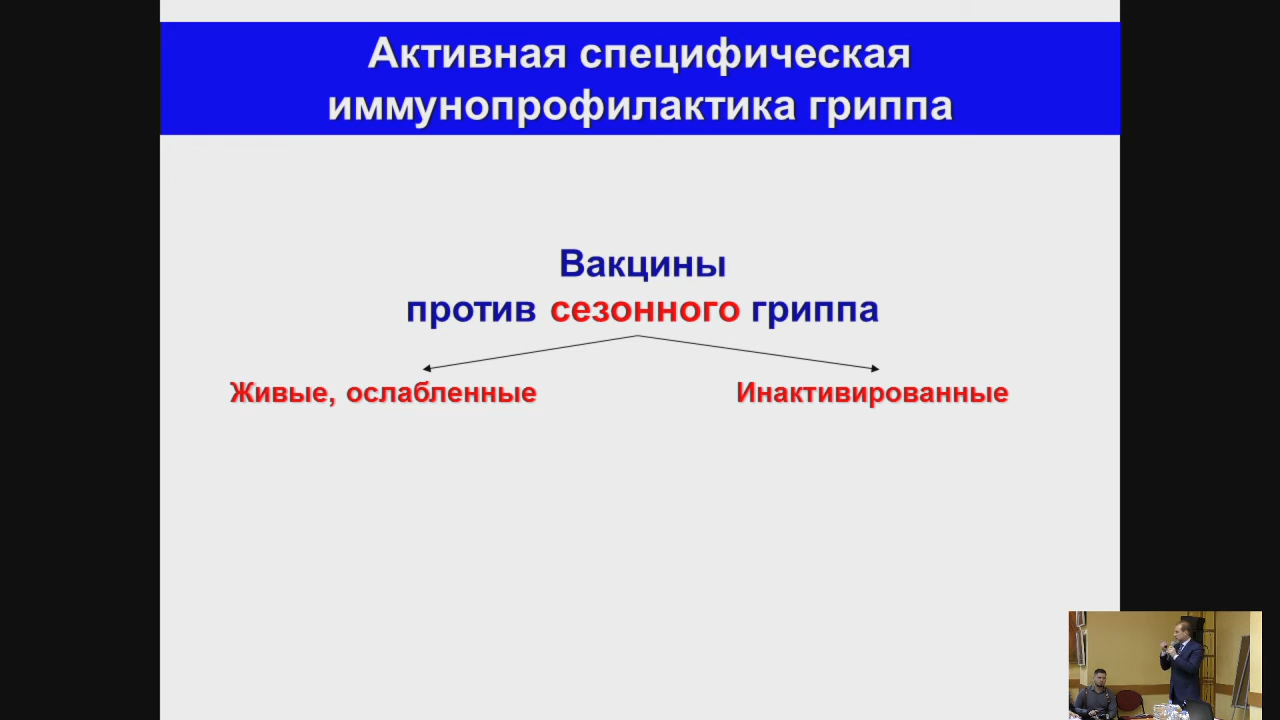 Активная специфическая
иммунопрофилактика гриппа
Вакцины
против сезонного гриппа
Живые, ослабленные
Инактивированные